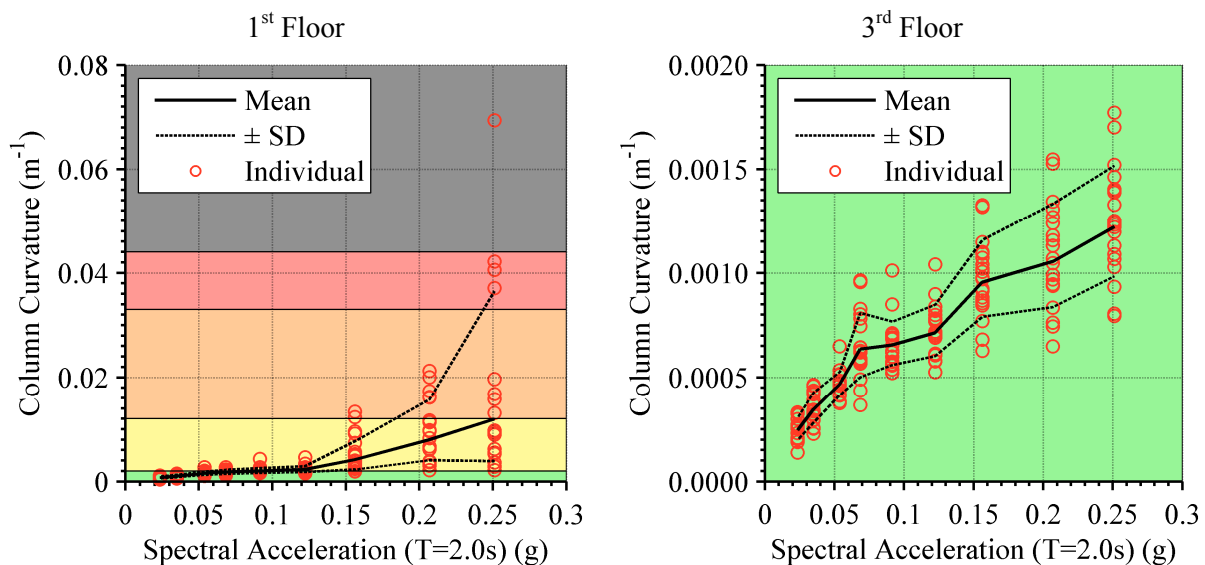 1st Floor
0.08
0.06
0.04
0.02
0
Column Curvature (m-1)
Mean
± SD
Individual
0 0.05 0.1 0.15 0.2 0.25 0.3
Spectral Acceleration (T=2.0s) (g)
3rd Floor
0.0020
0.0015
0.0010
0.0005
0.0000
Column Curvature (m-1)
Mean
± SD
Individual
0 0.05 0.1 0.15 0.2 0.25 0.3
Spectral Acceleration (T=2.0s) (g)